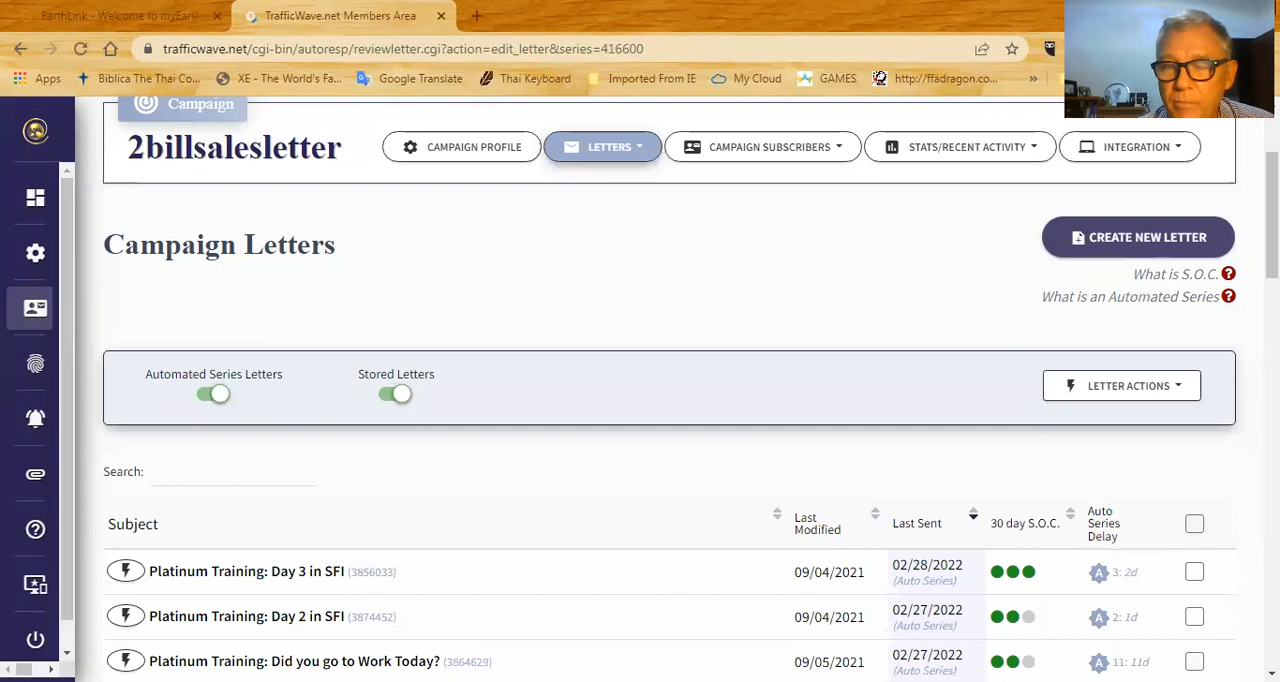 EarthLink - Welcome to myEarth
TrafficWave.net Members Area
trafficwave.net/cgi-bin/autoresp/reviewletter.cgi?action=edit_letter&series=416600
Apps
Biblica The Thai Co...
XE - The World's Fa...
Google Translate
Thai Keyboard
Imported From IE
My Cloud
GAMES
http://ffadragon.co...
»
Campaign
2billsalesletter
CAMPAIGN PROFILE
LETTERS
CAMPAIGN SUBSCRIBERS
STATS/RECENT ACTIVITY
INTEGRATION
Campaign Letters
CREATE NEW LETTER
What is S.O.C.
What is an Automated Series
Automated Series Letters
Stored Letters
LETTER ACTIONS
Search:
Subject
Last Modified
Last Sent
30 day S.O.C.
Auto Series Delay
Platinum Training: Day 3 in SFI (3856033)
09/04/2021
02/28/2022
(Auto Series)
A 3: 2d
Platinum Training: Day 2 in SFI (3874452)
09/04/2021
02/27/2022
(Auto Series)
A 2: 1d
Platinum Training: Did you go to Work Today? (3864629)
09/05/2021
02/27/2022
(Auto Series)
A 11: 11d